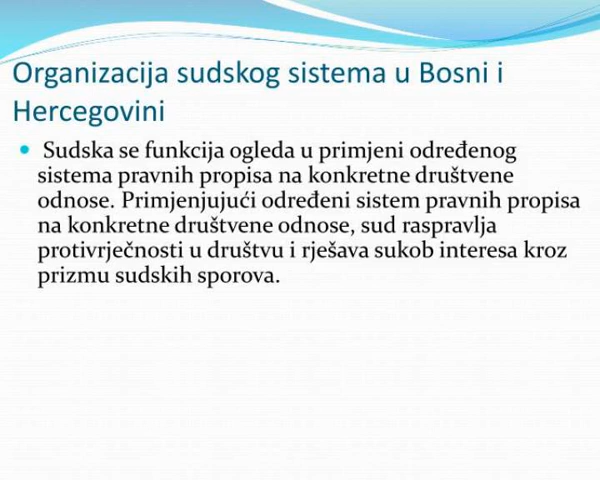 Organizacija sudskog sistema u Bosni i
Hercegovini
Sudska se funkcija ogleda u primjeni određenog
sistema pravnih propisa na konkretne društvene
odnose. Primjenjujući određeni sistem pravnih propisa
na konkretne društvene odnose, sud raspravlja
protivrječnosti u društvu i rješava sukob interesa kroz
prizmu sudskih sporova.